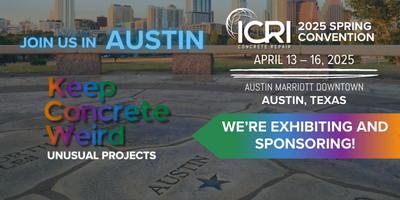 JOIN US IN AUSTIN
ICRI
CONCRETE REPAIR
2025 SPRING
CONVENTION
APRIL 13 – 16, 2025
AUSTIN MARRIOTT DOWNTOWN
AUSTIN, TEXAS
Keep
Concrete
Weird
UNUSUAL PROJECTS
WE'RE EXHIBITING AND
SPONSORING!
AUSTIN